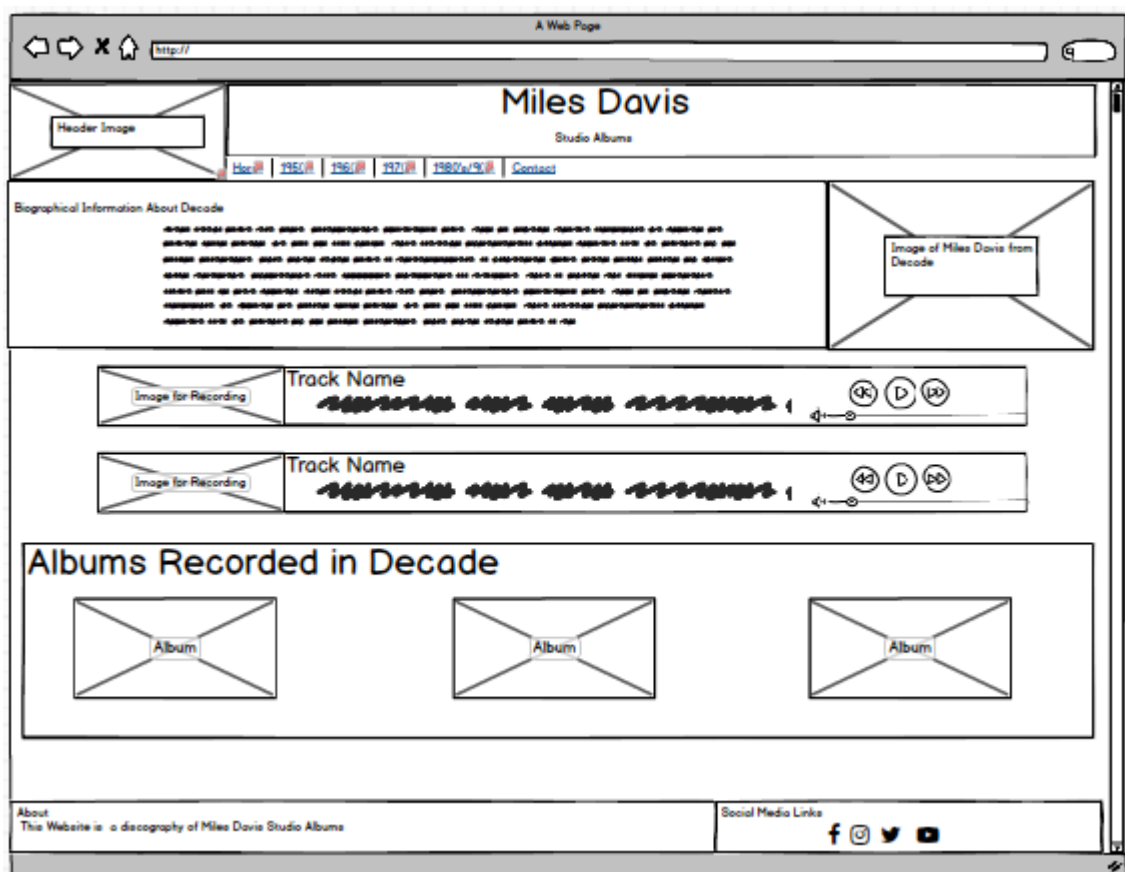 A Web Page
http://
Miles Davis
Header Image
Studio Albums
1980's/90
Contact
Biographical Information About Decade
Image of Miles Davis from
Decade
Track Name
Image for Recording
Track Name
Image for Recording
Albums Recorded in Decade
Album
Album
Album
About
This Website is a discography of Miles Davis Studio Albums
Social Media Links